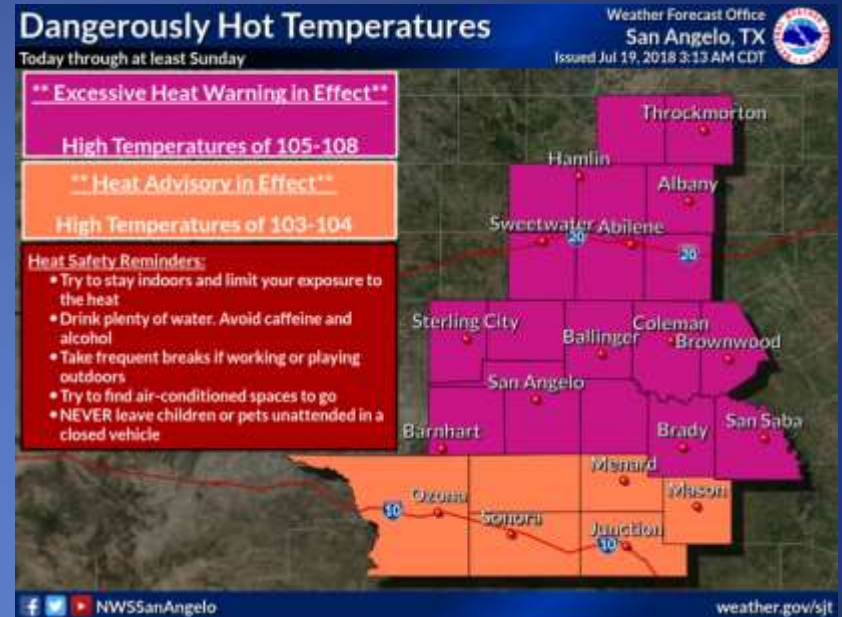 Dangerously Hot Temperatures
Today through at least Sunday
Weather Forecast Office
San Angelo, TX
Issued Jul 19, 2018 3:13 AM CDT
** Excessive Heat Warning in Effect**
High Temperatures of 105-108
** Heat Advisory in Effect**
High Temperatures of 103-104
Heat Safety Reminders:
• Try to stay indoors and limit your exposure to
the heat
• Drink plenty of water. Avoid caffeine and
alcohol
• Take frequent breaks if working or playing
outdoors
• Try to find air-conditioned spaces to go
• NEVER leave children or pets unattended in a
closed vehicle
Throckmorton
Hamlin
Albany
Sweetwater
Abilene
20
20
Sterling City
Ballinger
Coleman
Brownwood
San Angelo
Barnhart
Brady
San Saba
Menard
Mason
Ozona
10
Sonora
Junction
10
NWSSanAngelo
weather.gov/sjt